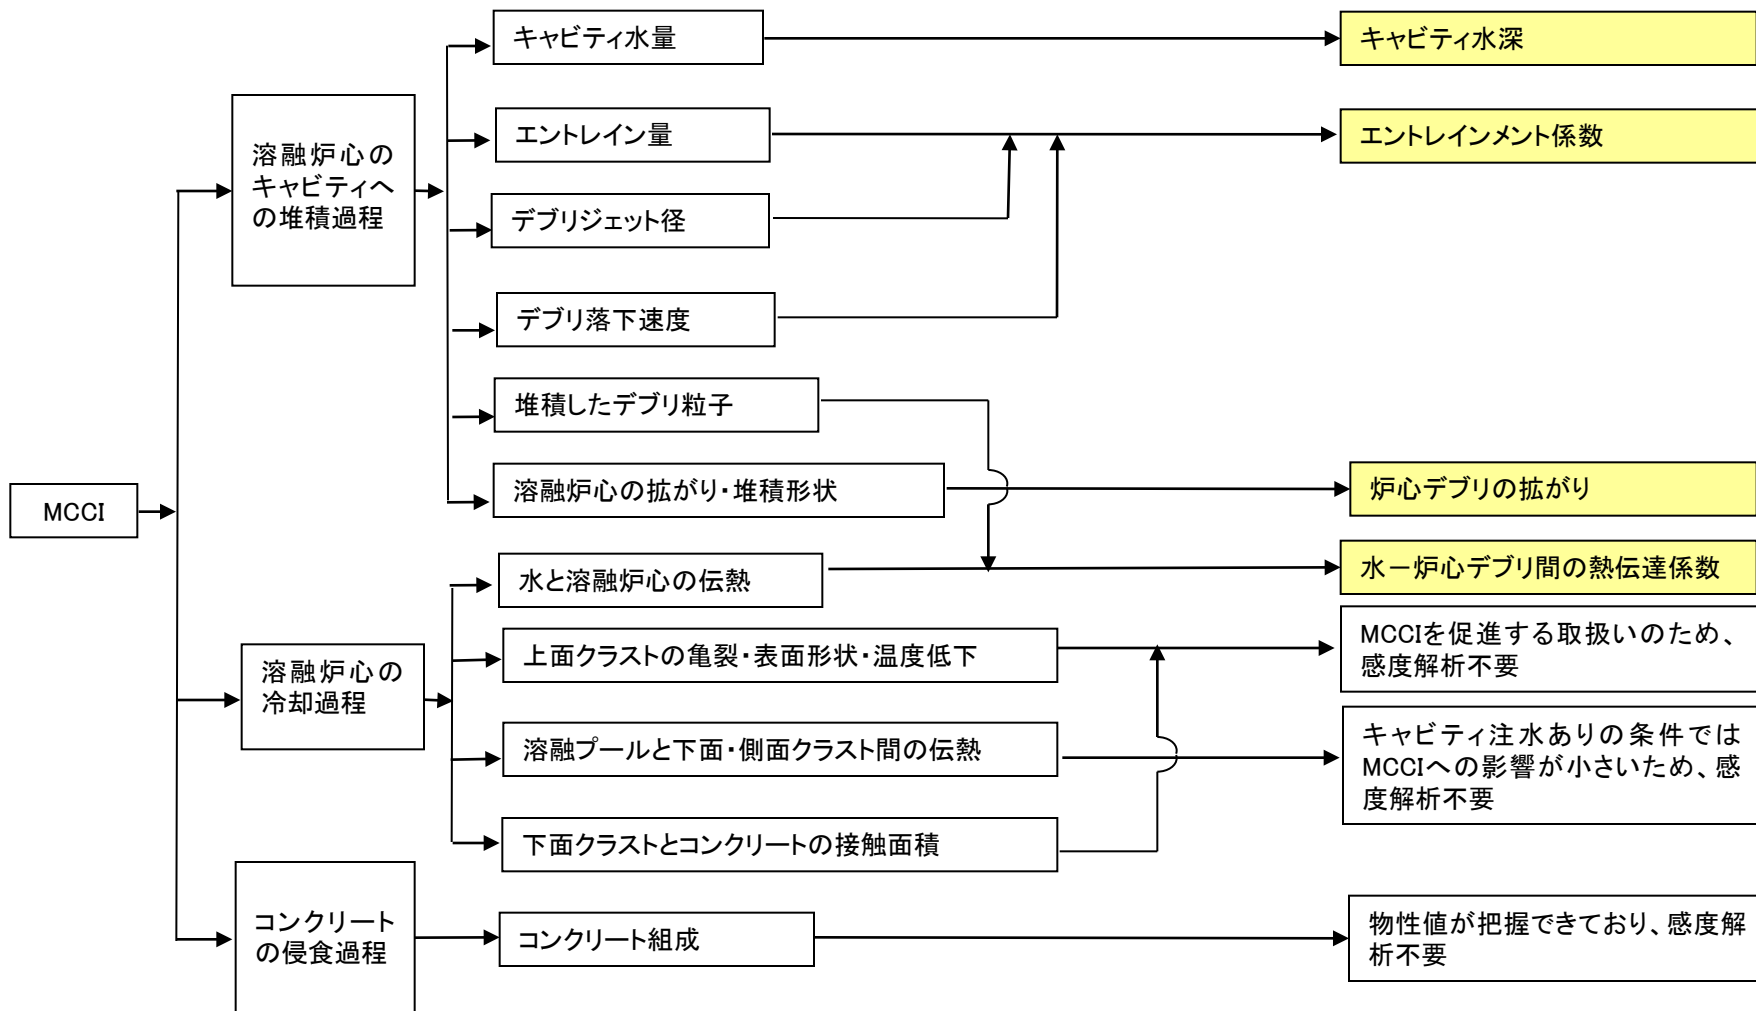 キャビティ水量
キャビティ水深
エントレイン量
エントレインメント係数
溶融炉心の
キャビティへ
の堆積過程
デブリジェット径
デブリ落下速度
堆積したデブリ粒子
溶融炉心の拡がり・堆積形状
炉心デブリの拡がり
MCCI
水と溶融炉心の伝熱
水－炉心デブリ間の熱伝達係数
溶融炉心の
冷却過程
上面クラストの亀裂・表面形状・温度低下
MCCIを促進する取扱いのため、
感度解析不要
溶融プールと下面・側面クラスト間の伝熱
キャビティ注水ありの条件では
MCCIへの影響が小さいため、感
度解析不要
下面クラストとコンクリートの接触面積
コンクリート
の侵食過程
コンクリート組成
物性値が把握できており、感度解
析不要